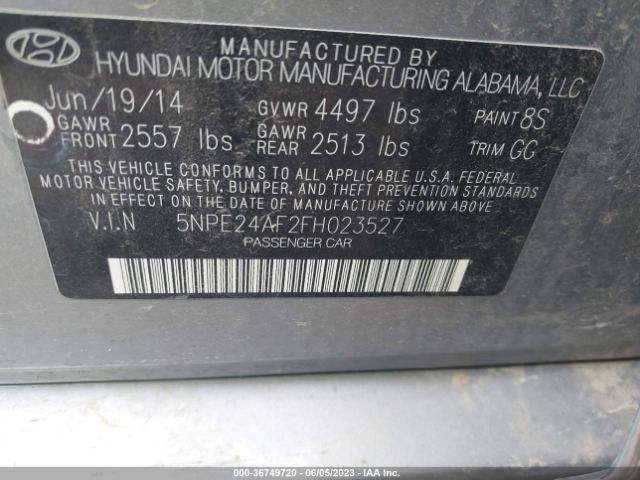 MANUFACTURED BY
HYUNDAI MOTOR MANUFACTURING ALABAMA, LLC
Jun/19/14 GVWR 4497 lbs PAINT 8S
GAWR FRONT 2557 lbs GAWR REAR 2513 lbs TRIM GG
THIS VEHICLE CONFORMS TO ALL APPLICABLE U.S.A. FEDERAL
MOTOR VEHICLE SAFETY, BUMPER, AND THEFT PREVENTION STANDARDS
IN EFFECT ON THE DATE OF MANUFACTURE SHOWN ABOVE.
V.I.N 5NPE24AF2FH023527
PASSENGER CAR
000-36749720 - 06/05/2023 - IAA Inc.